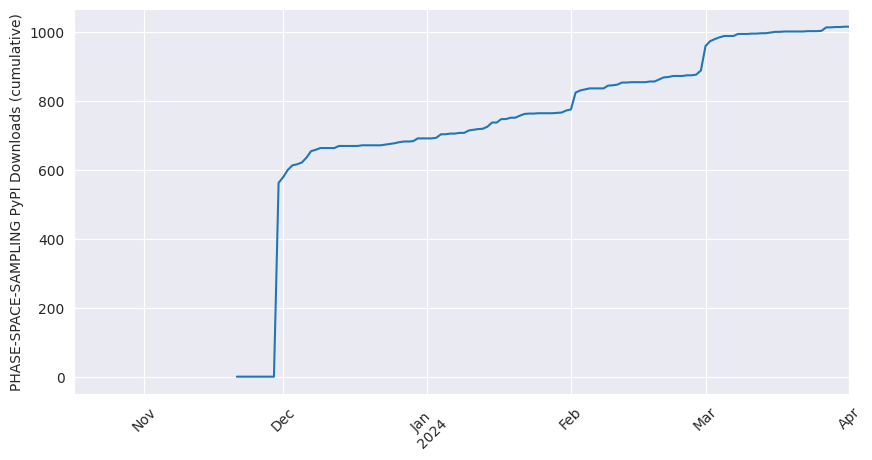 PHASE-SPACE-SAMPLING PyPI Downloads (cumulative)
1000
800
600
400
200
0
Nov
Dec
Jan
2024
Feb
Mar
Apr